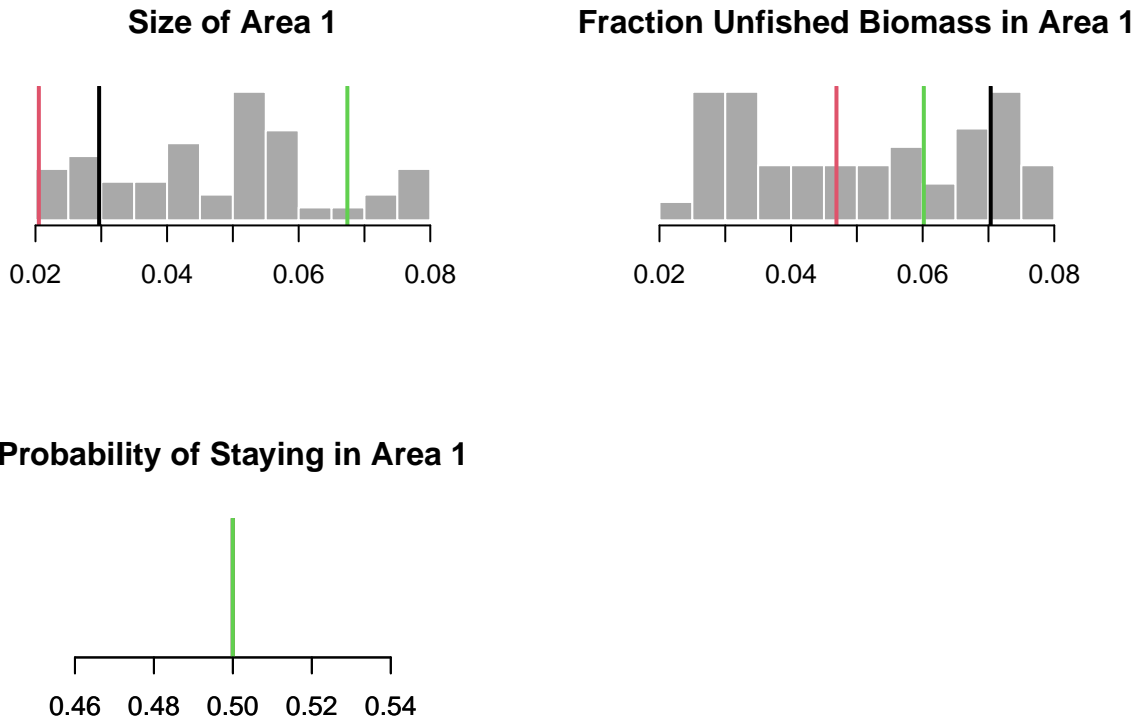 Size of Area 1
Fraction Unfished Biomass in Area 1
0.02 0.04 0.06 0.08
0.02 0.04 0.06 0.08
Probability of Staying in Area 1
0.46 0.48 0.50 0.52 0.54